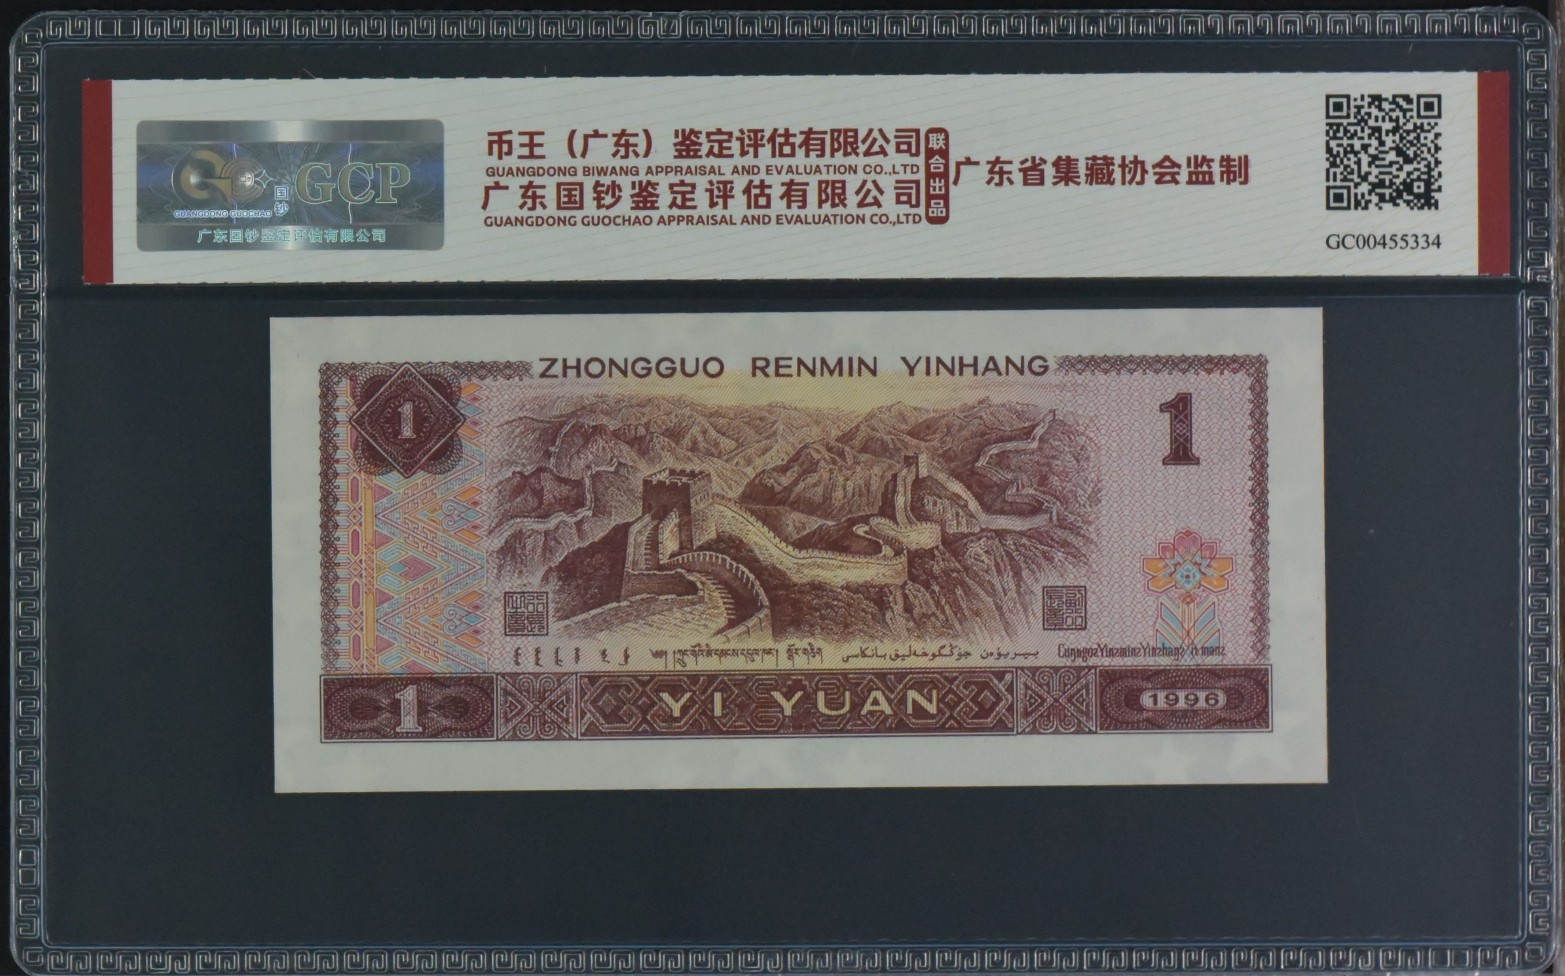 币王（广东）鉴定评估有限公司
GUANGDONG BIWANG APPRAISAL AND EVALUATION CO.,LTD
广东国钞鉴定评估有限公司
GUANGDONG GUOCHAO APPRAISAL AND EVALUATION CO.,LTD
联合出品
广东省集藏协会监制
GCP
国钞
GUANGDONG GUOCHAO
广东国钞鉴定评估有限公司
GC00455334
ZHONGGUO RENMIN YINHANG
1
1
1
YI YUAN
1996